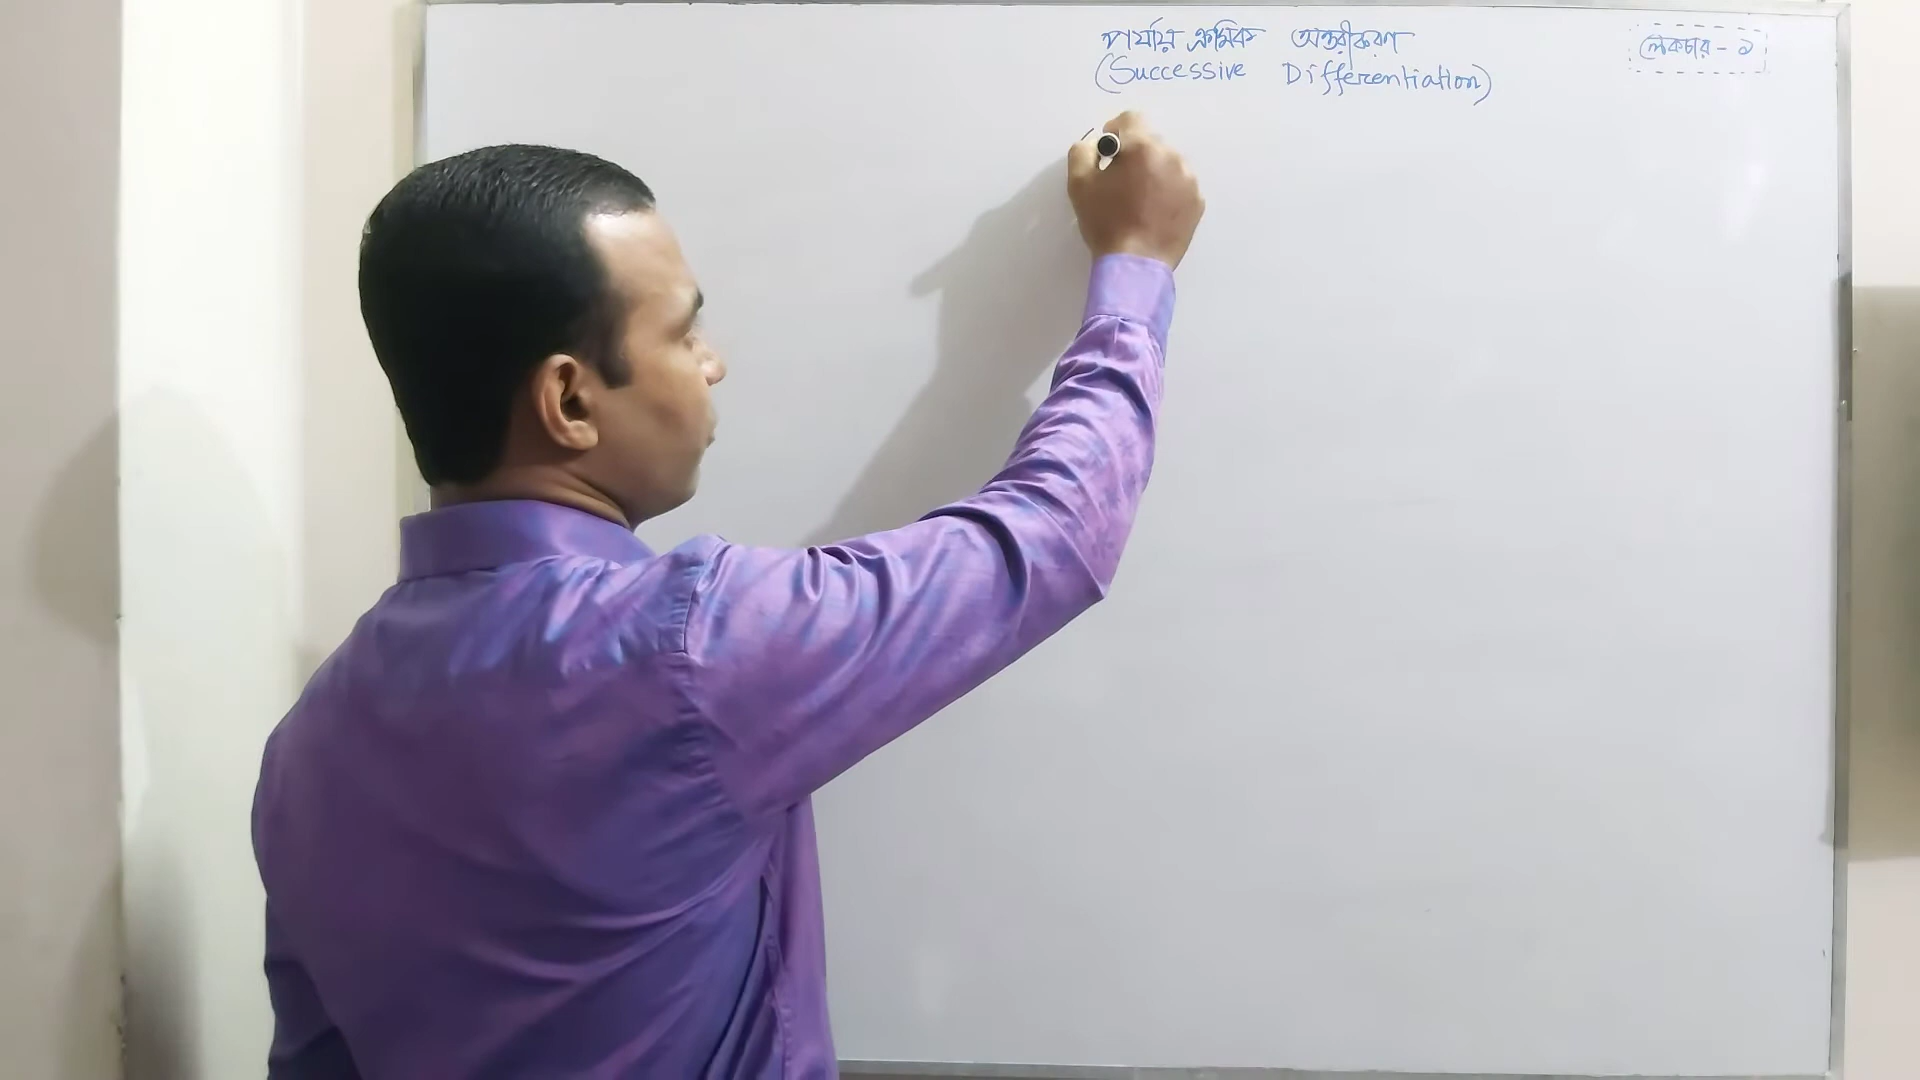 পর্যায় ক্রমিক অন্তরীকরণ
(Successive Differentiation)
লেকচার - ১